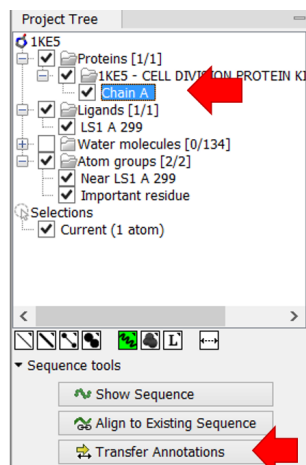 Project Tree
1KE5
Proteins [1/1]
1KE5 - CELL DIVISION PROTEIN KI
Chain A
Ligands [1/1]
LS1 A 299
Water molecules [0/134]
Atom groups [2/2]
Near LS1 A 299
Important residue
Selections
Current (1 atom)
L
Sequence tools
Show Sequence
Align to Existing Sequence
Transfer Annotations